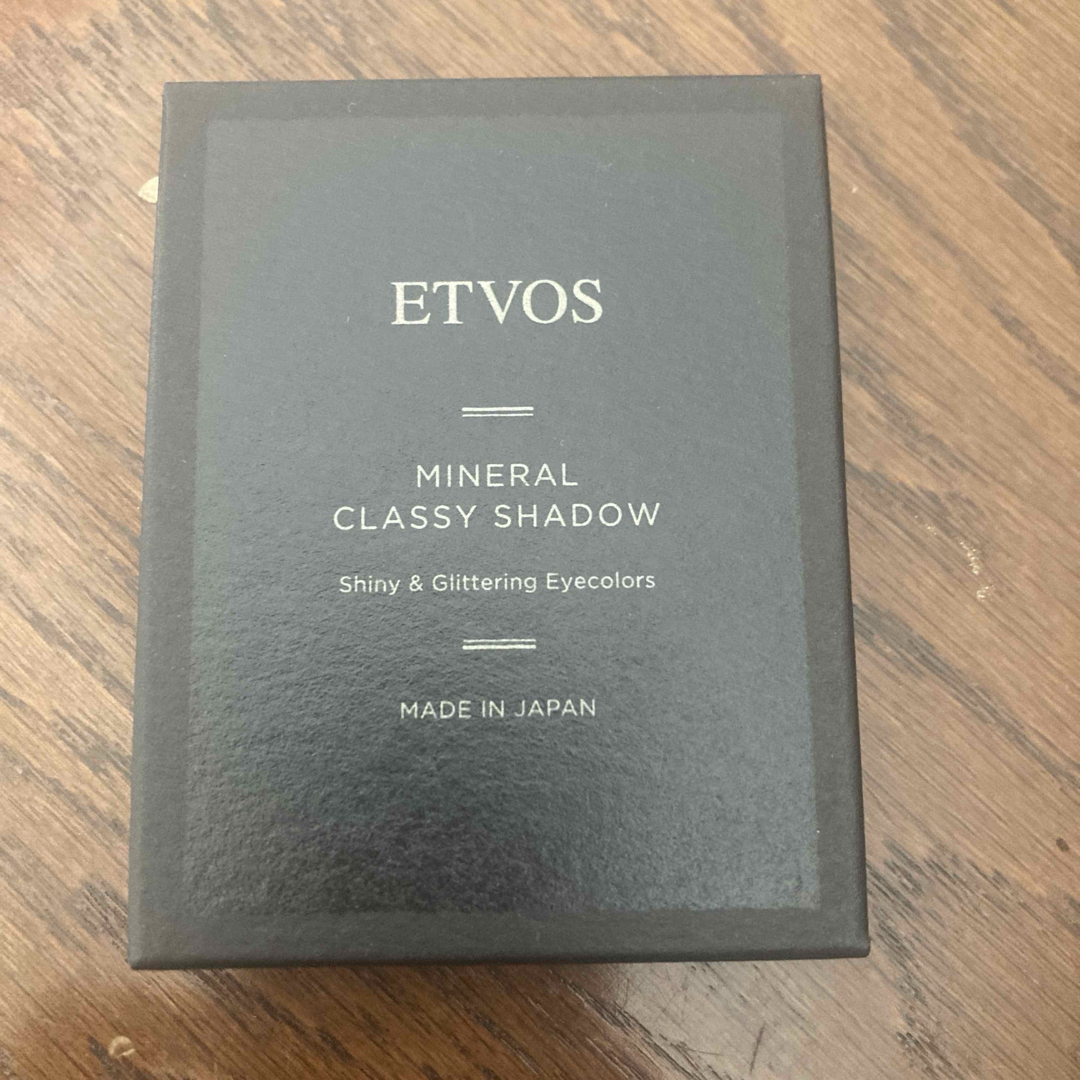 ETVOS
MINERAL
CLASSY SHADOW
Shiny & Glittering Eyecolors
MADE IN JAPAN